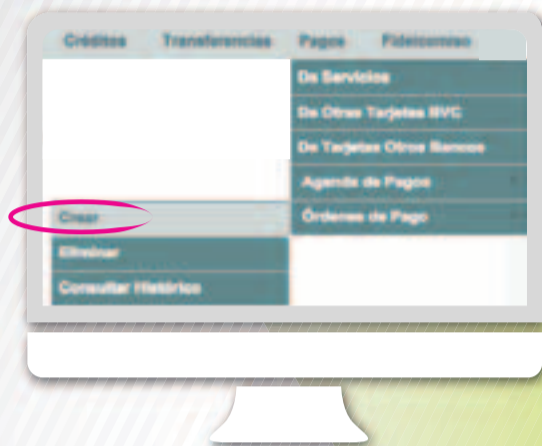 Créditos Transferencias Pagos Fideicomiso
De Servicios
De Otras Tarjetas BVC
De Tarjetas Otros Bancos
Agenda de Pagos
Crear
Órdenes de Pago
Eliminar
Consultar Histórico